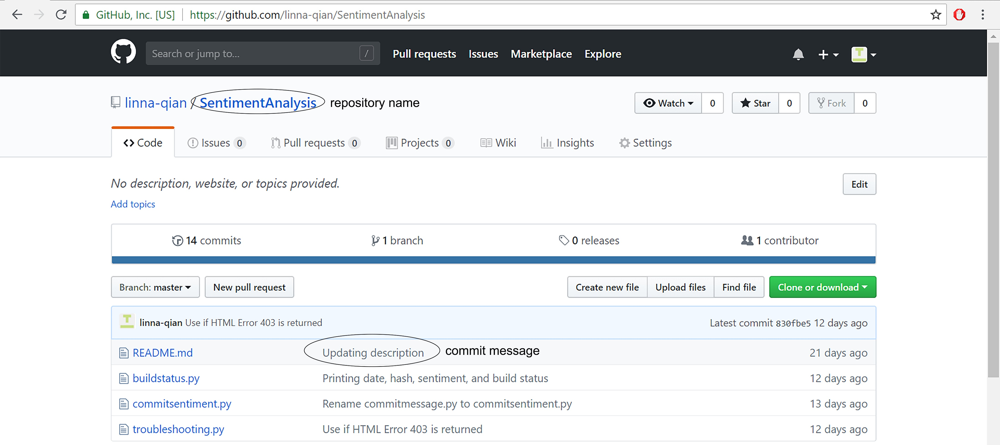 GitHub, Inc. [US] https://github.com/linna-qian/SentimentAnalysis
Search or jump to... / Pull requests Issues Marketplace Explore
linna-qian / SentimentAnalysis repository name Watch 0 Star 0 Fork 0
Code Issues 0 Pull requests 0 Projects 0 Wiki Insights Settings
No description, website, or topics provided. Edit
Add topics
14 commits 1 branch 0 releases 1 contributor
Branch: master New pull request Create new file Upload files Find file Clone or download
linna-qian Use if HTML Error 403 is returned Latest commit 830fbe5 12 days ago
README.md Updating description commit message 21 days ago
buildstatus.py Printing date, hash, sentiment, and build status 12 days ago
commitsentiment.py Rename commitmessage.py to commitsentiment.py 13 days ago
troubleshooting.py Use if HTML Error 403 is returned 12 days ago